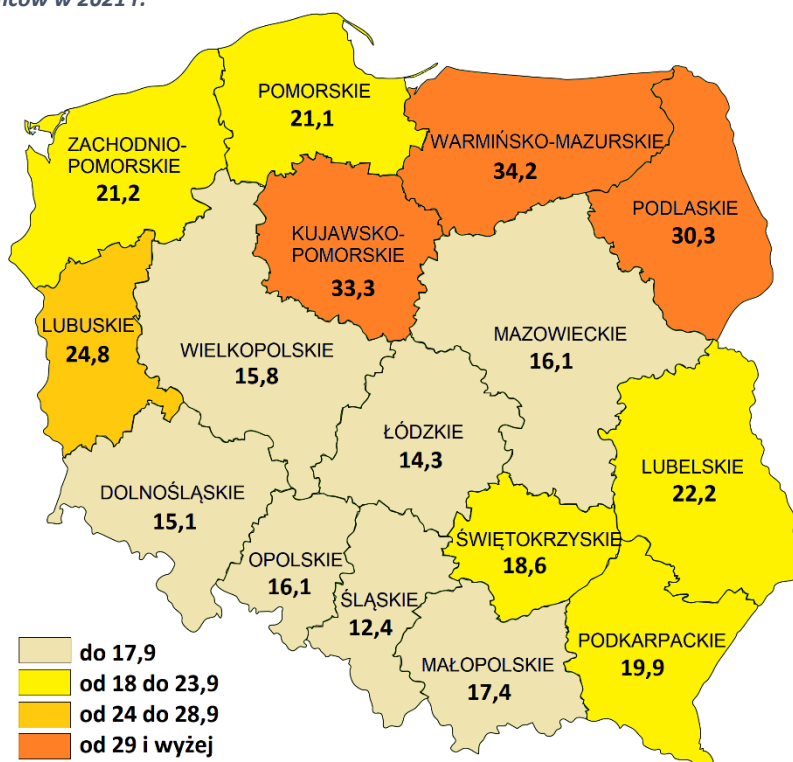 w 2021 r.
POMORSKIE
21,1
ZACHODNIO-
POMORSKIE
21,2
WARMIŃSKO-MAZURSKIE
34,2
PODLASKIE
30,3
KUJAWSKO-
POMORSKIE
33,3
LUBUSKIE
24,8
WIELKOPOLSKIE
15,8
MAZOWIECKIE
16,1
ŁÓDZKIE
14,3
LUBELSKIE
22,2
DOLNOŚLĄSKIE
15,1
OPOLSKIE
16,1
ŚLĄSKIE
12,4
ŚWIĘTOKRZYSKIE
18,6
MAŁOPOLSKIE
17,4
PODKARPACKIE
19,9
do 17,9
od 18 do 23,9
od 24 do 28,9
od 29 i wyżej